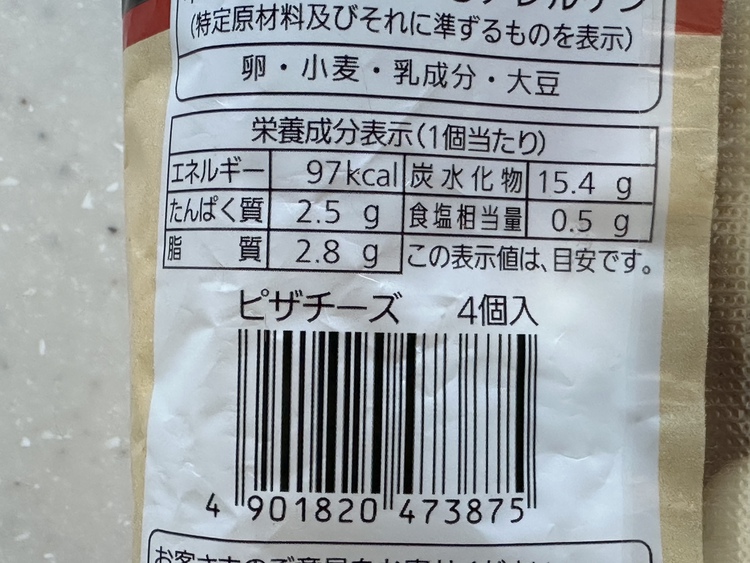 (特定原材料及びそれに準ずるものを表示)
卵・小麦・乳成分・大豆
栄養成分表示(1個当たり)
エネルギー 97kcal 炭水化物 15.4 g
たんぱく質 2.5 g 食塩相当量 0.5 g
脂質 2.8 g この表示値は、目安です。
ピザチーズ 4個入
4 901820 473875